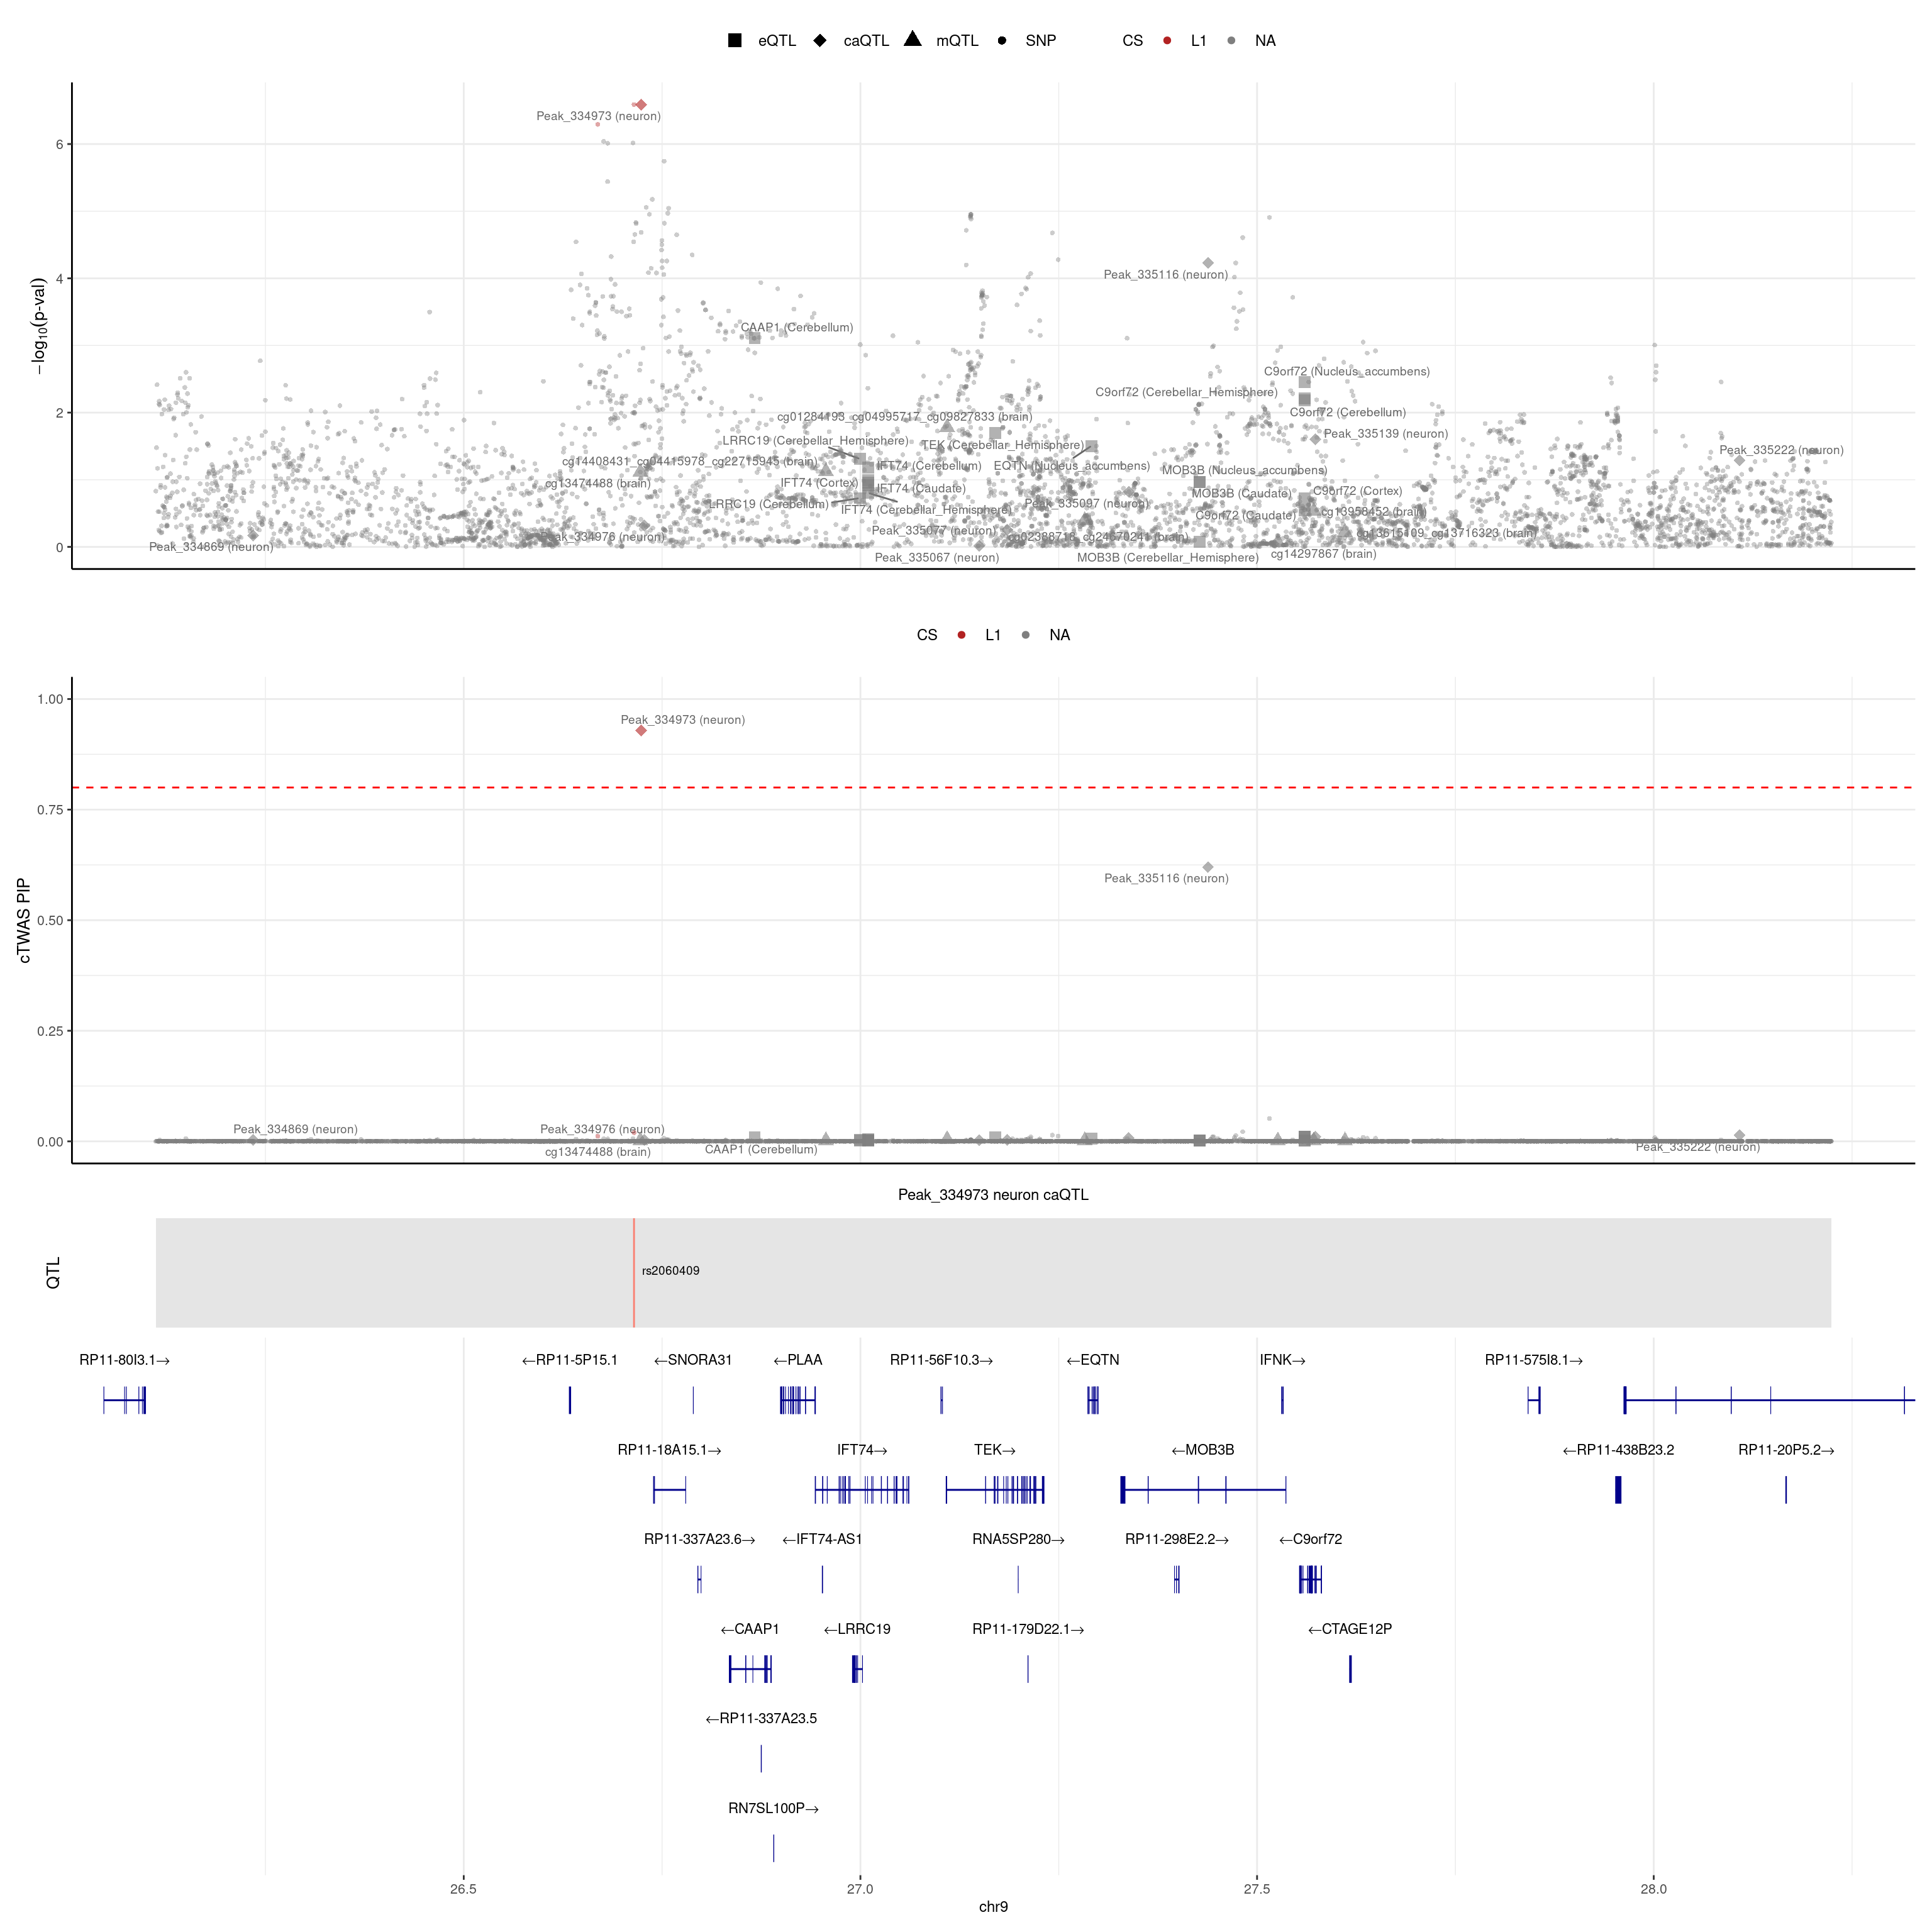 eQTL caQTL mQTL SNP CS L1 NA
−log10(p-val)
6
4
2
0
Peak_334973 (neuron)
Peak_335116 (neuron)
CAAP1 (Cerebellum)
C9orf72 (Nucleus_accumbens)
C9orf72 (Cerebellar_Hemisphere)
C9orf72 (Cerebellum)
cg01284193_cg04995717_cg09827833 (brain)
Peak_335139 (neuron)
LRRC19 (Cerebellar_Hemisphere)
TEK (Cerebellar_Hemisphere)
Peak_335222 (neuron)
cg14408431_cg04415978_cg22715945 (brain)
IFT74 (Cerebellum)
EQTN (Nucleus_accumbens)
MOB3B (Nucleus_accumbens)
cg13474488 (brain)
IFT74 (Cortex)
IFT74 (Caudate)
MOB3B (Caudate)
C9orf72 (Cortex)
LRRC19 (Cerebellum)
IFT74 (Cerebellar_Hemisphere)
Peak_335097 (neuron)
C9orf72 (Caudate)
cg13958452 (brain)
Peak_334976 (neuron)
Peak_335077 (neuron)
cg13615109_cg13716323 (brain)
Peak_334869 (neuron)
Peak_335067 (neuron)
MOB3B (Cerebellar_Hemisphere)
cg14297867 (brain)
CS L1 NA
cTWAS PIP
1.00
0.75
0.50
0.25
0.00
Peak_334973 (neuron)
Peak_335116 (neuron)
Peak_334869 (neuron)
Peak_334976 (neuron)
cg13474488 (brain)
CAAP1 (Cerebellum)
Peak_335222 (neuron)
Peak_334973 neuron caQTL
QTL
rs2060409
RP11-80I3.1→ ←RP11-5P15.1 ←SNORA31 ←PLAA RP11-56F10.3→ ←EQTN IFNK→ RP11-575I8.1→
RP11-18A15.1→ IFT74→ TEK→ ←MOB3B ←RP11-438B23.2 RP11-20P5.2→
RP11-337A23.6→ ←IFT74-AS1 RNA5SP280→ RP11-298E2.2→ ←C9orf72
←CAAP1 ←LRRC19 RP11-179D22.1→ ←CTAGE12P
←RP11-337A23.5
RN7SL100P→
26.5 27.0 27.5 28.0
chr9